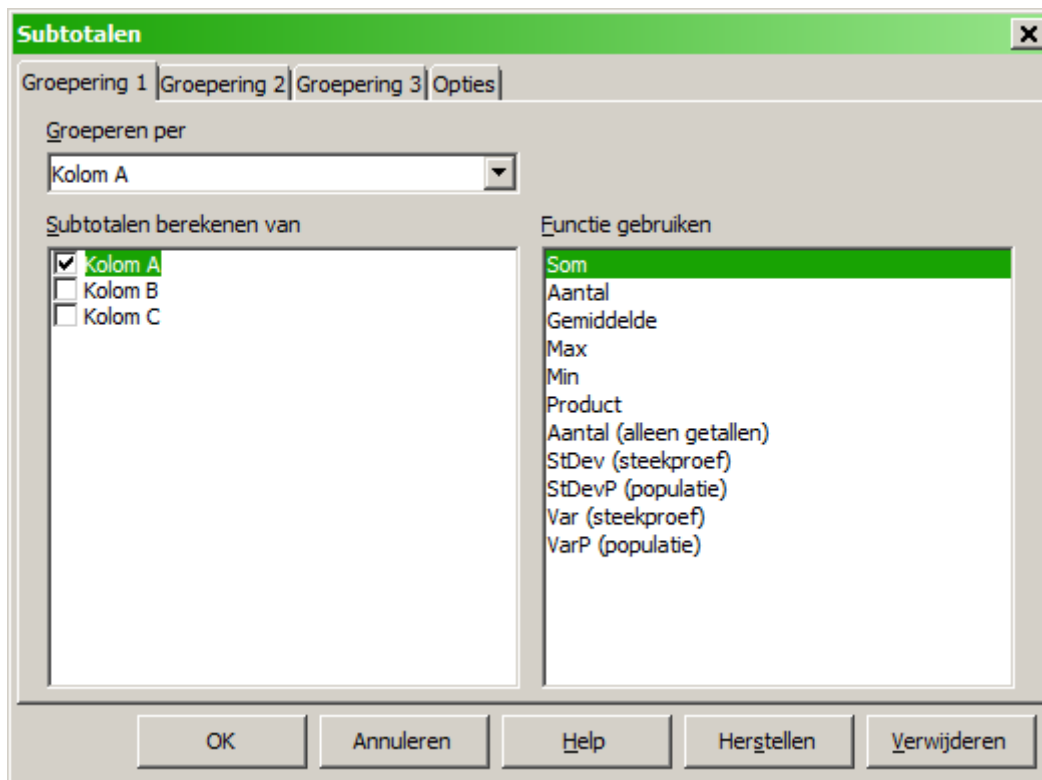 Subtotalen
Groepering 1 Groepering 2 Groepering 3 Opties
Groeperen per
Kolom A
Subtotalen berekenen van
Kolom A
Kolom B
Kolom C
Functie gebruiken
Som
Aantal
Gemiddelde
Max
Min
Product
Aantal (alleen getallen)
StDev (steekproef)
StDevP (populatie)
Var (steekproef)
VarP (populatie)
OK Annuleren Help Herstellen Verwijderen